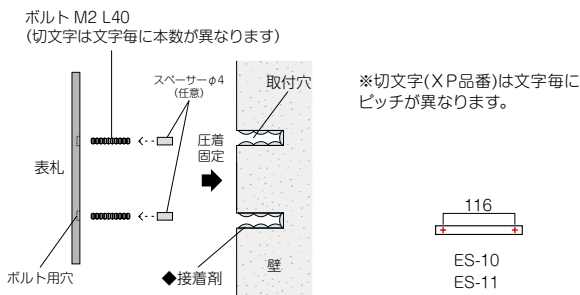 ボルト M2 L40
(切文字は文字毎に本数が異なります)
スペーサーφ4
(任意)
取付穴
※切文字(XP品番)は文字毎に
ピッチが異なります。
圧着
固定
表札
116
ボルト用穴
◆接着剤
壁
ES-10
ES-11